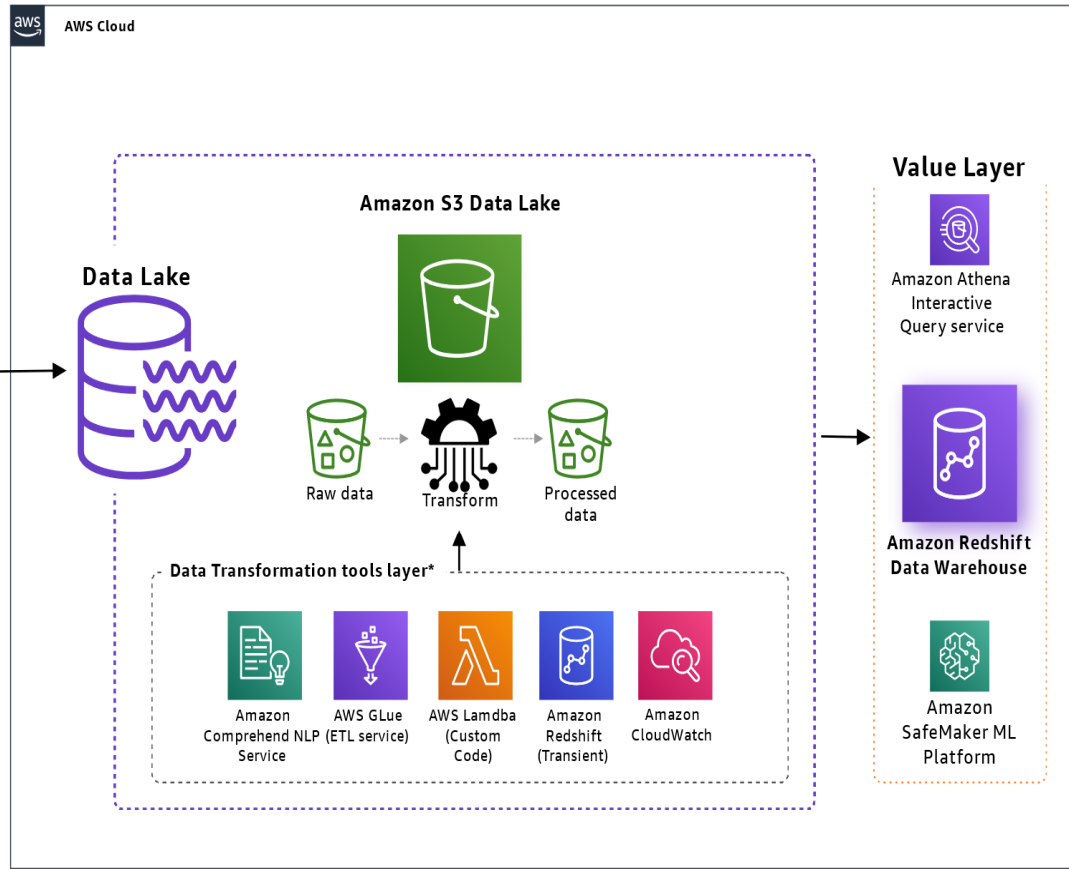 aws
AWS Cloud
Value Layer
Amazon S3 Data Lake
Data Lake
Amazon Athena
Interactive
Query service
Raw data
Transform
Processed
data
Amazon Redshift
Data Warehouse
Data Transformation tools layer*
Amazon
Comprehend NLP
Service
AWS GLue
(ETL service)
AWS Lamdba
(Custom
Code)
Amazon
Redshift
(Transient)
Amazon
CloudWatch
Amazon
SafeMaker ML
Platform